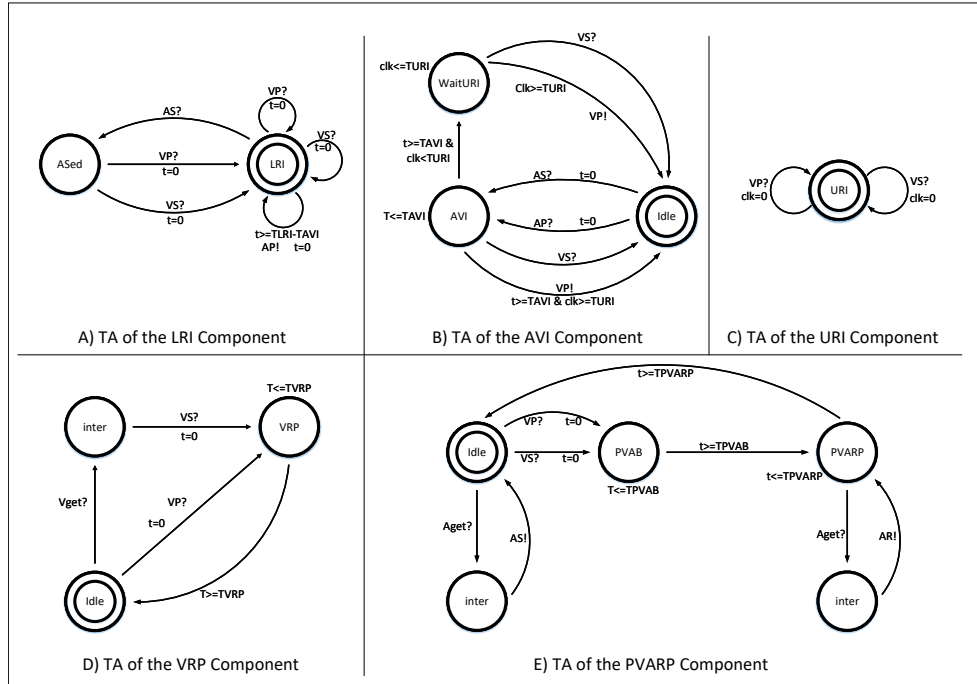 VP?
t=0
AS?
VS?
t=0
ASed
VP?
t=0
LRI
VS?
t=0
t>=TLRI-TAVI
AP! t=0
A) TA of the LRI Component
VS?
clk<=TURI
WaitURI
Clk>=TURI
VP!
t>=TAVI &
clk<TURI
AS? t=0
T<=TAVI
AVI
AP? t=0
Idle
VS?
VP!
t>=TAVI & clk>=TURI
B) TA of the AVI Component
VP?
clk=0
URI
VS?
clk=0
C) TA of the URI Component
T<=TVRP
inter
VS?
t=0
VRP
Vget?
VP?
t=0
T>=TVRP
Idle
D) TA of the VRP Component
t>=TPVARP
VP? t=0
Idle
VS? t=0
PVAB
t>=TPVAB
PVARP
T<=TPVAB
t<=TPVARP
Aget?
AS!
Aget?
AR!
inter
inter
E) TA of the PVARP Component